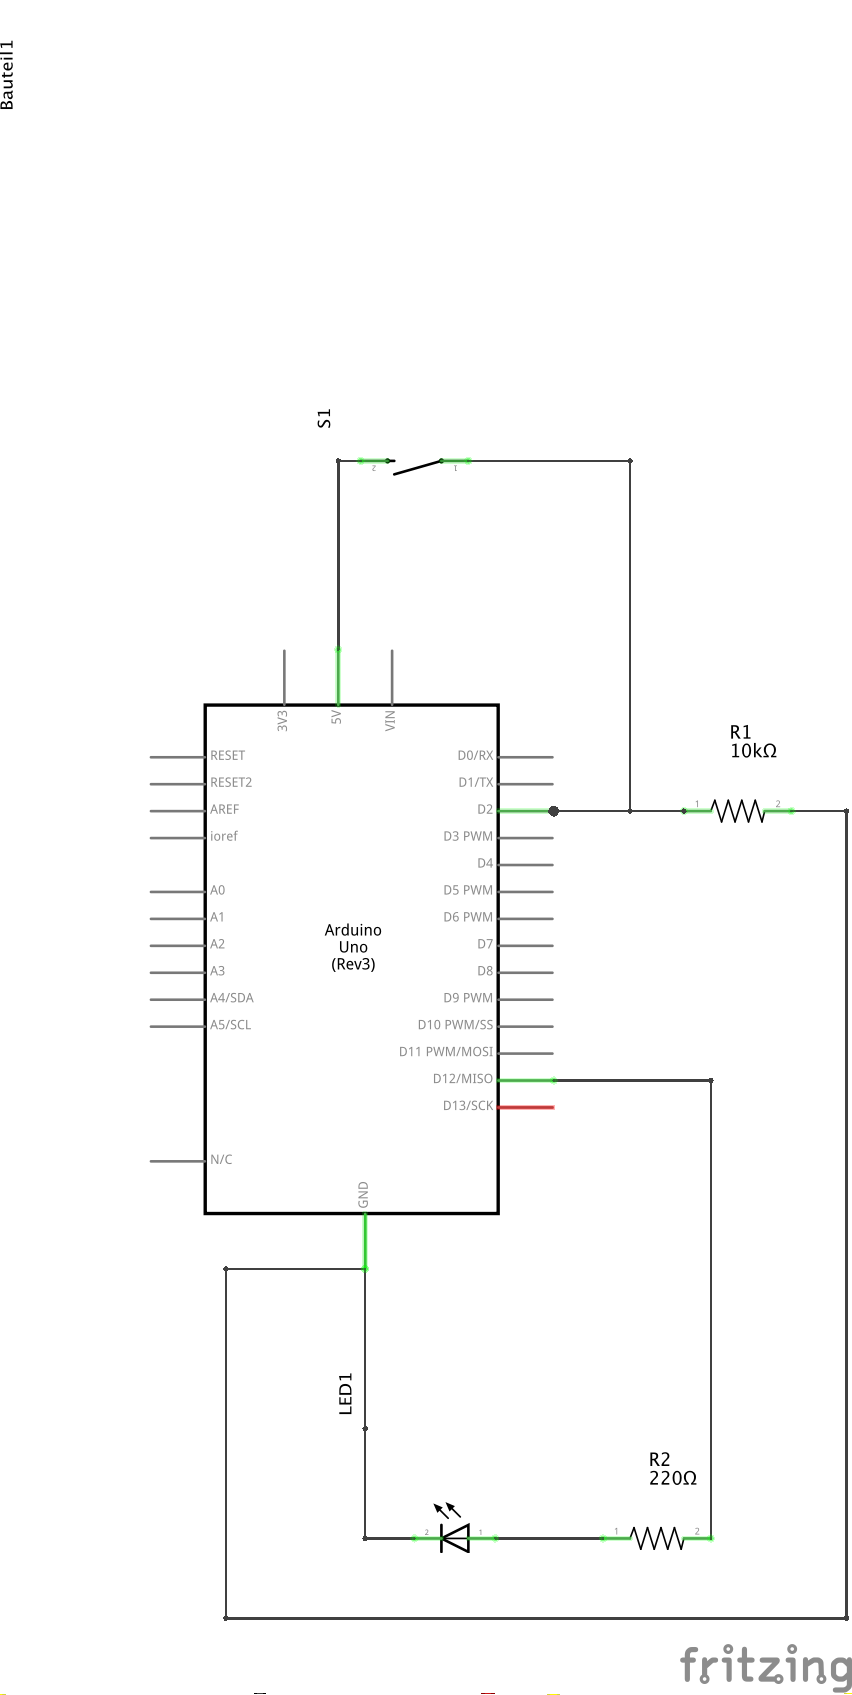 Bauteil1
S1
2
1
3V3
5V
VIN
R1
10kΩ
RESET
D0/RX
RESET2
D1/TX
AREF
D2
1
2
ioref
D3 PWM
D4
A0
D5 PWM
A1
D6 PWM
Arduino
Uno
(Rev3)
A2
D7
A3
D8
A4/SDA
D9 PWM
A5/SCL
D10 PWM/SS
D11 PWM/MOSI
D12/MISO
D13/SCK
N/C
GND
LED1
R2
220Ω
2
1
1
2
fritzing